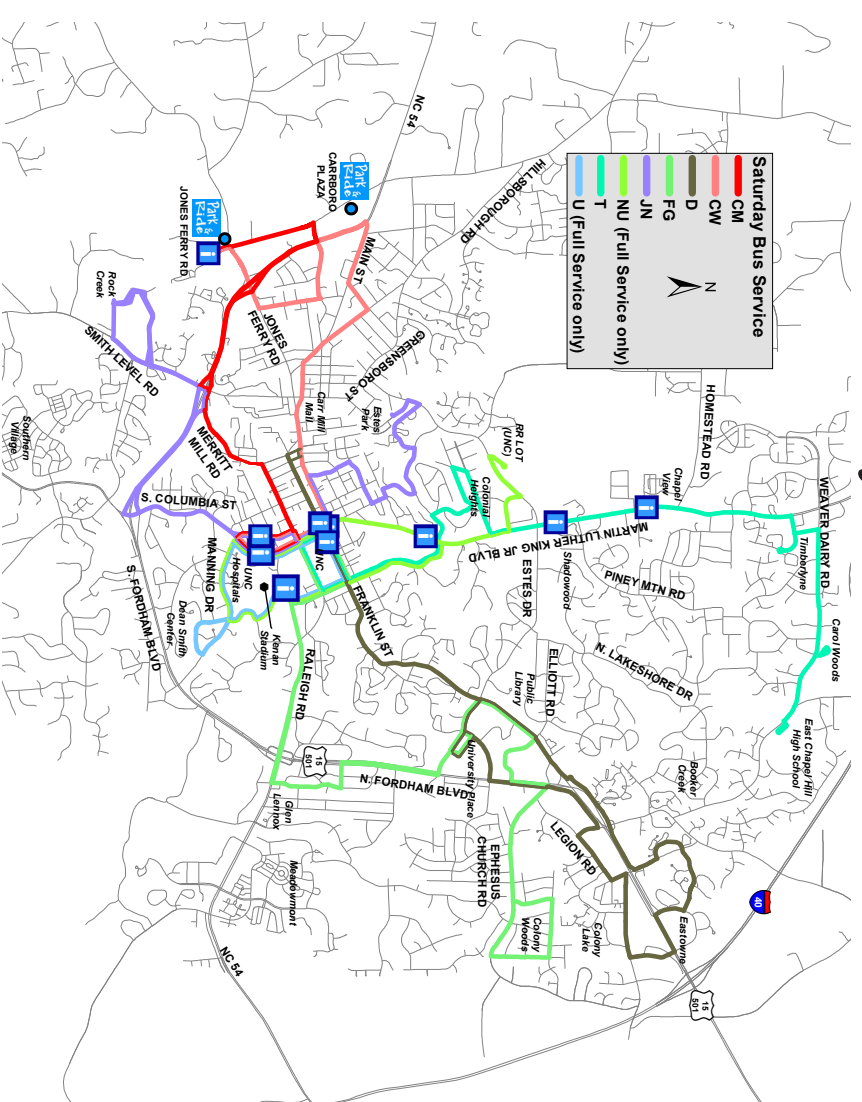 Saturday Bus Service
CM
CW
D
FG
JN
NU (Full Service only)
T
U (Full Service only)
N
NC 54
HILLSBOROUGH RD
Park &
Ride
CARRBORO
PLAZA
Park &
Ride
JONES FERRY RD
MAIN ST
JONES
FERRY RD
GREENSBORO ST
Rock
Creek
SMITH LEVEL RD
Southern
Village
MERRITT
MILL RD
Carr Mill
Mall
Estes
Park
RR LOT
(UNC)
Colonial
Heights
HOMESTEAD RD
Chapel
View
WEAVER DAIRY RD
Timberlyne
MARTIN LUTHER KING JR BLVD
Shadowood
PINEY MTN RD
ESTES DR
Carol Woods
East Chapel Hill
High School
N. LAKESHORE DR
ELLIOTT RD
Public
Library
Booker
Creek
S. COLUMBIA ST
MANNING DR
UNC
Hospitals
UNC
Kenan
Stadium
Dean Smith
Center
S. FORDHAM BLVD
FRANKLIN ST
RALEIGH RD
15
501
N. FORDHAM BLVD
University Place
Glen
Lennox
Meadowmont
NC 54
LEGION RD
EPHESUS
CHURCH RD
Colony
Woods
Colony
Lake
Eastowne
40
15
501